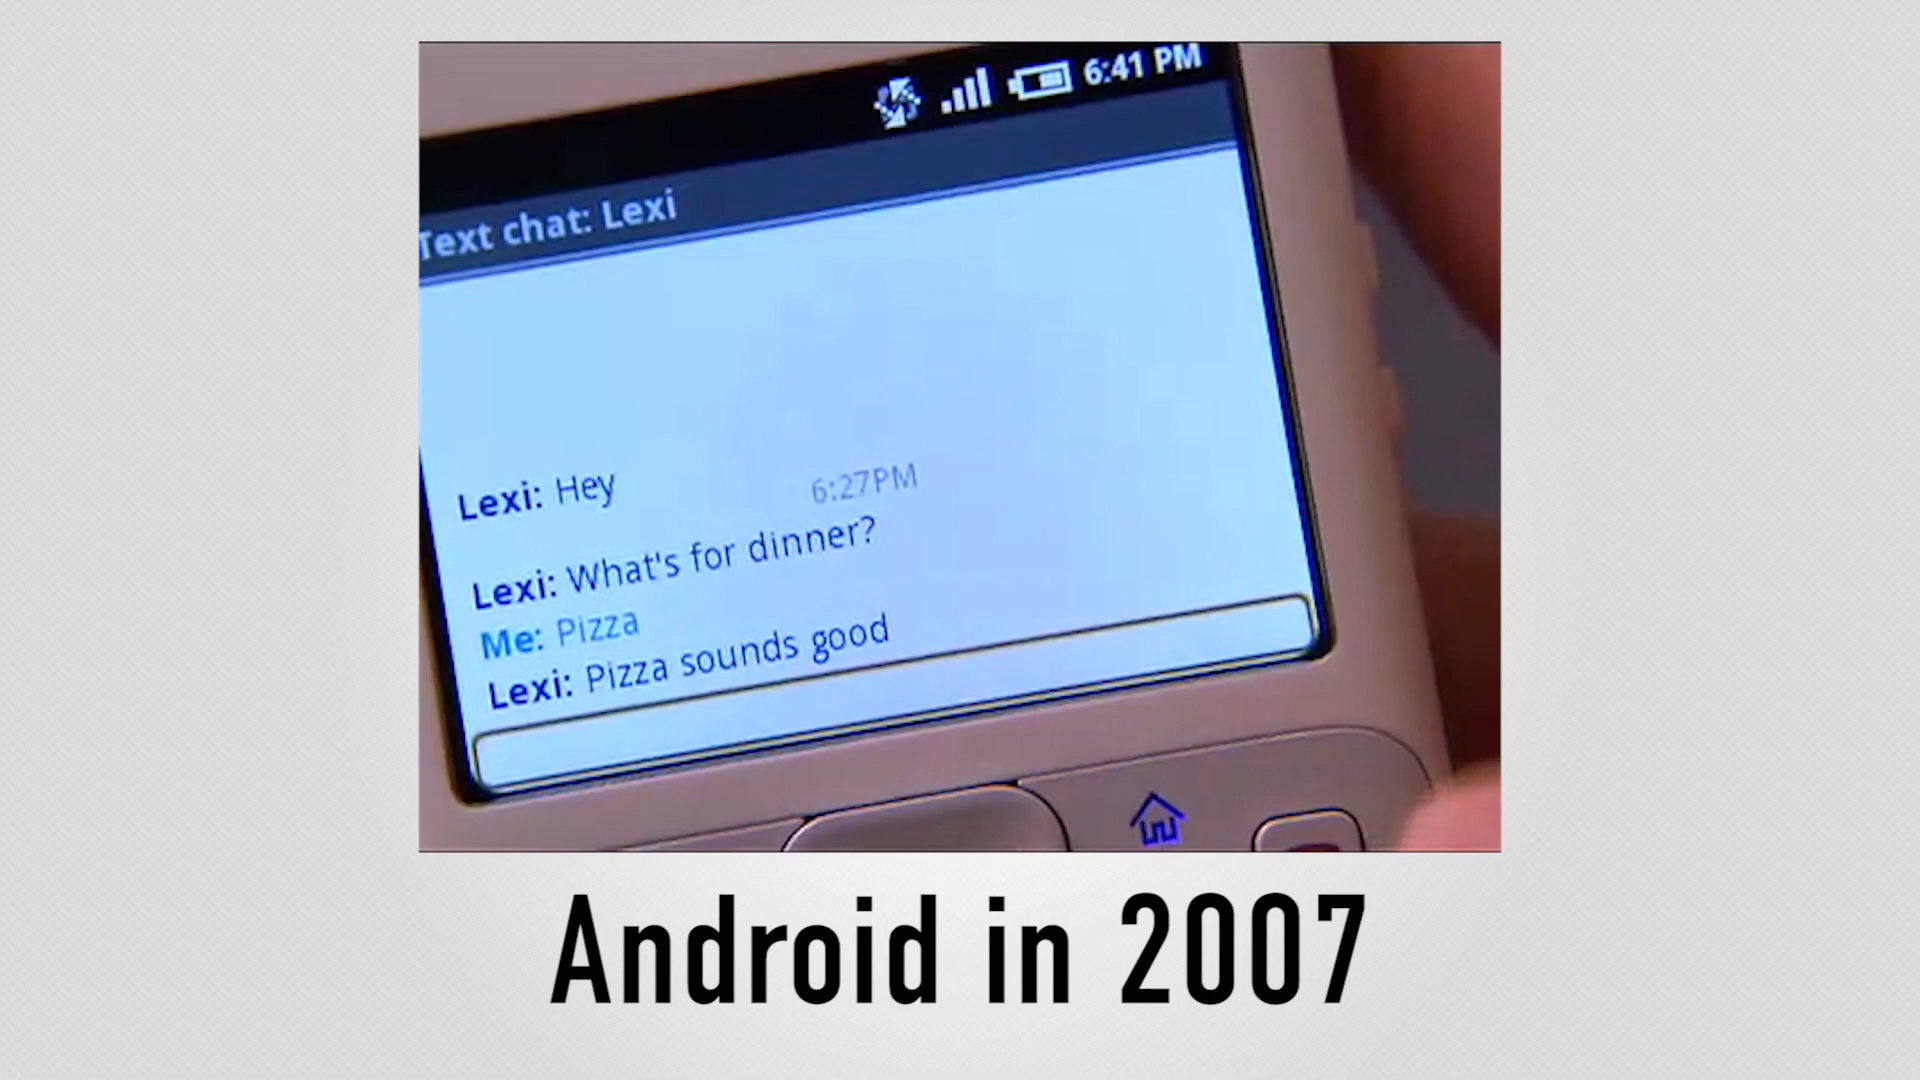 6:41 PM
Text chat: Lexi
Lexi: Hey 6:27PM
Lexi: What's for dinner?
Me: Pizza
Lexi: Pizza sounds good
Android in 2007